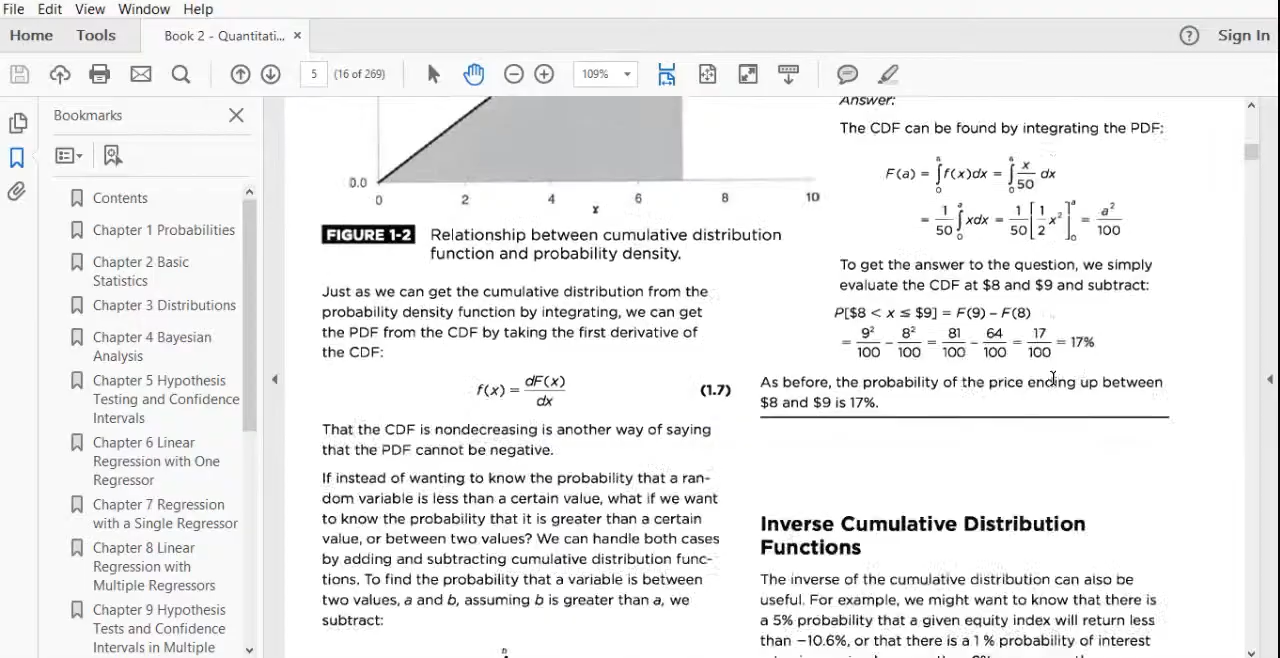 File Edit View Window Help
Home Tools Book 2 - Quantitati... × Sign In
5 (16 of 269) 109%
Bookmarks
Contents
Chapter 1 Probabilities
Chapter 2 Basic
Statistics
Chapter 3 Distributions
Chapter 4 Bayesian
Analysis
Chapter 5 Hypothesis
Testing and Confidence
Intervals
Chapter 6 Linear
Regression with One
Regressor
Chapter 7 Regression
with a Single Regressor
Chapter 8 Linear
Regression with
Multiple Regressors
Chapter 9 Hypothesis
Tests and Confidence
Intervals in Multiple
0.0
0 2 4 6 8 10
x
FIGURE 1-2 Relationship between cumulative distribution
function and probability density.
Just as we can get the cumulative distribution from the
probability density function by integrating, we can get
the PDF from the CDF by taking the first derivative of
the CDF:
f(x) = dF(x)/dx (1.7)
That the CDF is nondecreasing is another way of saying
that the PDF cannot be negative.
If instead of wanting to know the probability that a ran-
dom variable is less than a certain value, what if we want
to know the probability that it is greater than a certain
value, or between two values? We can handle both cases
by adding and subtracting cumulative distribution func-
tions. To find the probability that a variable is between
two values, a and b, assuming b is greater than a, we
subtract:
Answer:
The CDF can be found by integrating the PDF:
F(a) = ∫₀ᵃ f(x)dx = ∫₀ᵃ x/50 dx
= 1/50 ∫₀ᵃ xdx = 1/50 [1/2 x²]₀ᵃ = a²/100
To get the answer to the question, we simply
evaluate the CDF at $8 and $9 and subtract:
P[$8 < x ≤ $9] = F(9) − F(8)
= 9²/100 − 8²/100 = 81/100 − 64/100 = 17/100 = 17%
As before, the probability of the price ending up between
$8 and $9 is 17%.
Inverse Cumulative Distribution
Functions
The inverse of the cumulative distribution can also be
useful. For example, we might want to know that there is
a 5% probability that a given equity index will return less
than −10.6%, or that there is a 1% probability of interest